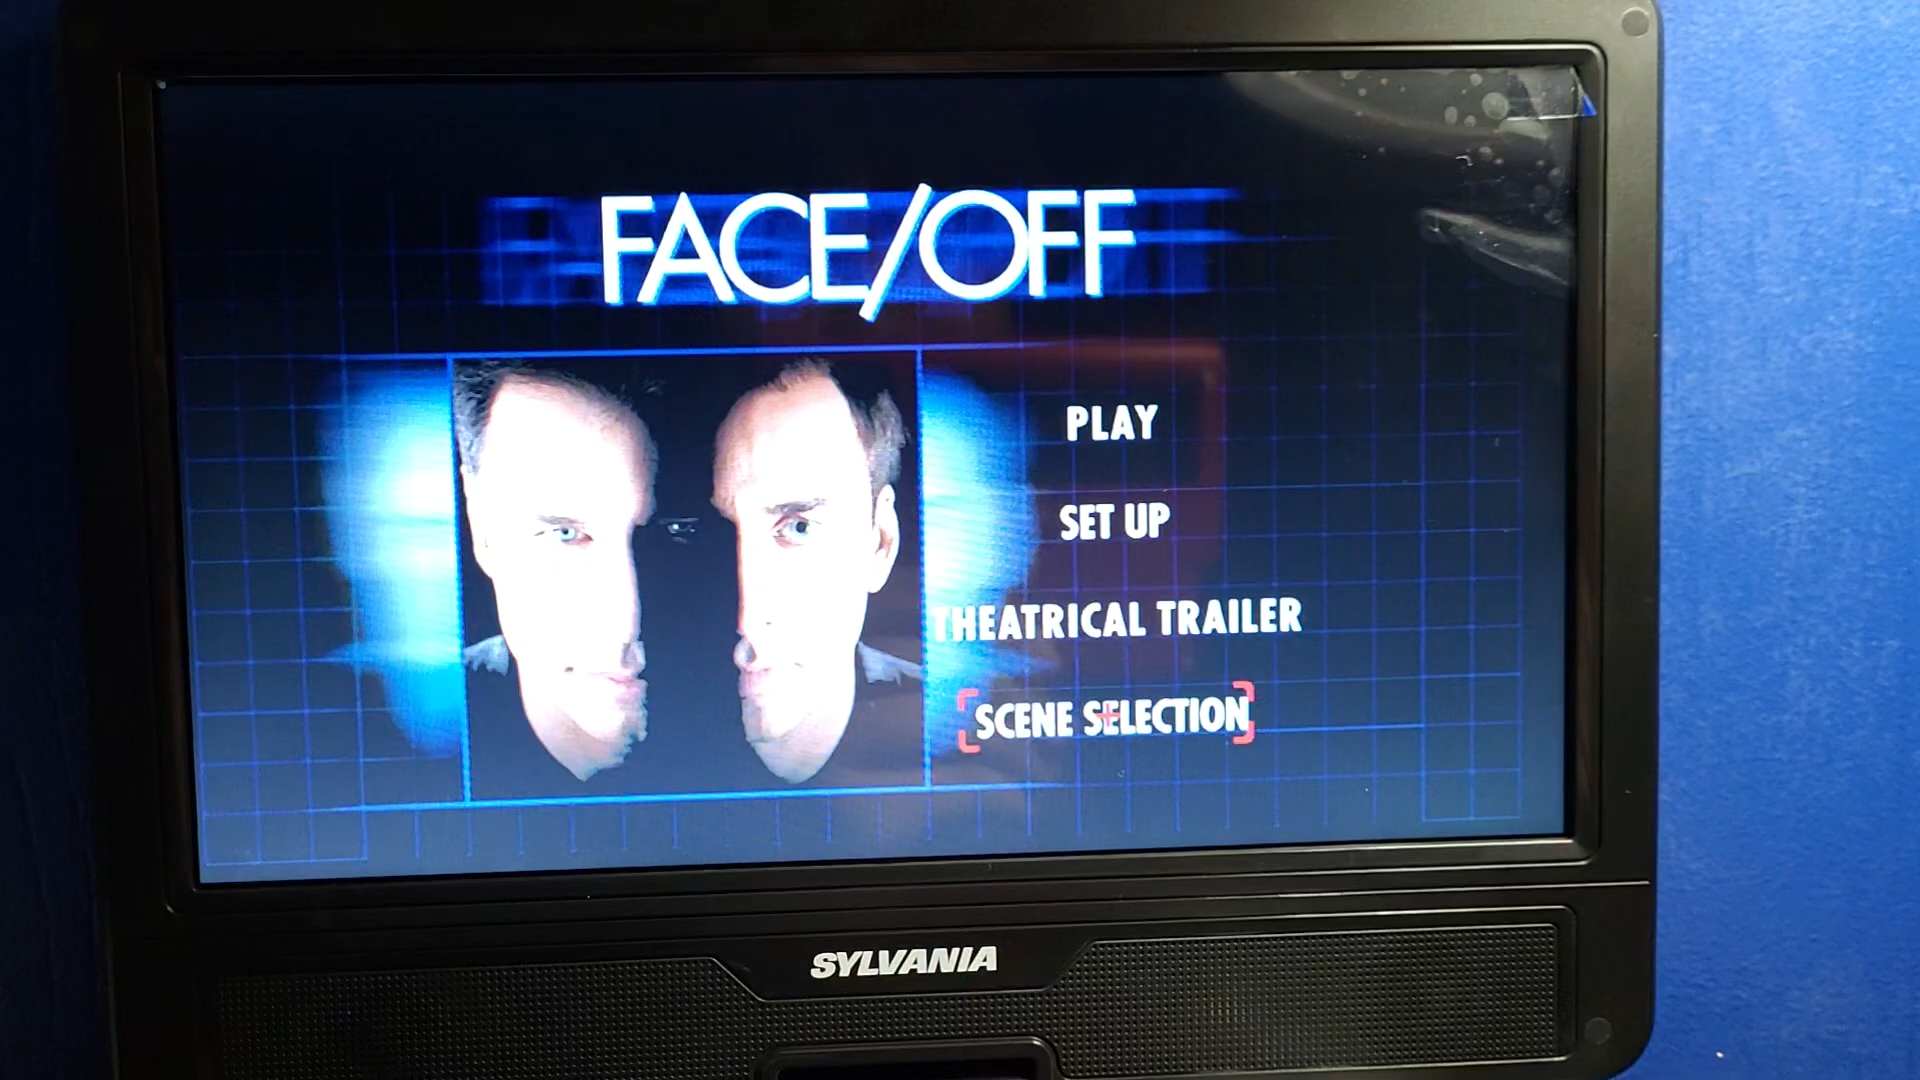 FACE/OFF
PLAY
SET UP
THEATRICAL TRAILER
SCENE SELECTION
SYLVANIA